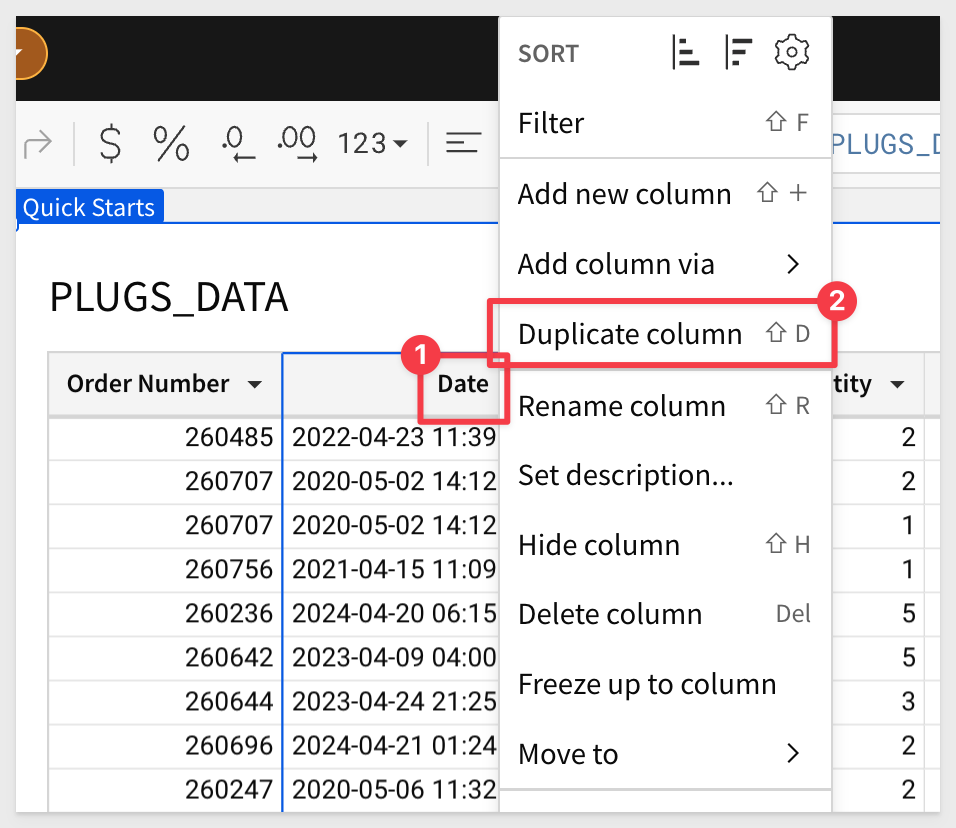 SORT
Filter ⇧ F
$ % .0 .00 123
PLUGS_D
Quick Starts
Add new column ⇧ +
Add column via
PLUGS_DATA
2
Duplicate column ⇧ D
1
Order Number Date tity
Rename column ⇧ R
260485 2022-04-23 11:39 2
Set description...
260707 2020-05-02 14:12 2
260707 2020-05-02 14:12 1
Hide column ⇧ H
260756 2021-04-15 11:09 1
260236 2024-04-20 06:15 5
Delete column Del
260642 2023-04-09 04:00 5
Freeze up to column
260644 2023-04-24 21:25 3
260696 2024-04-21 01:24 2
Move to
260247 2020-05-06 11:32 2